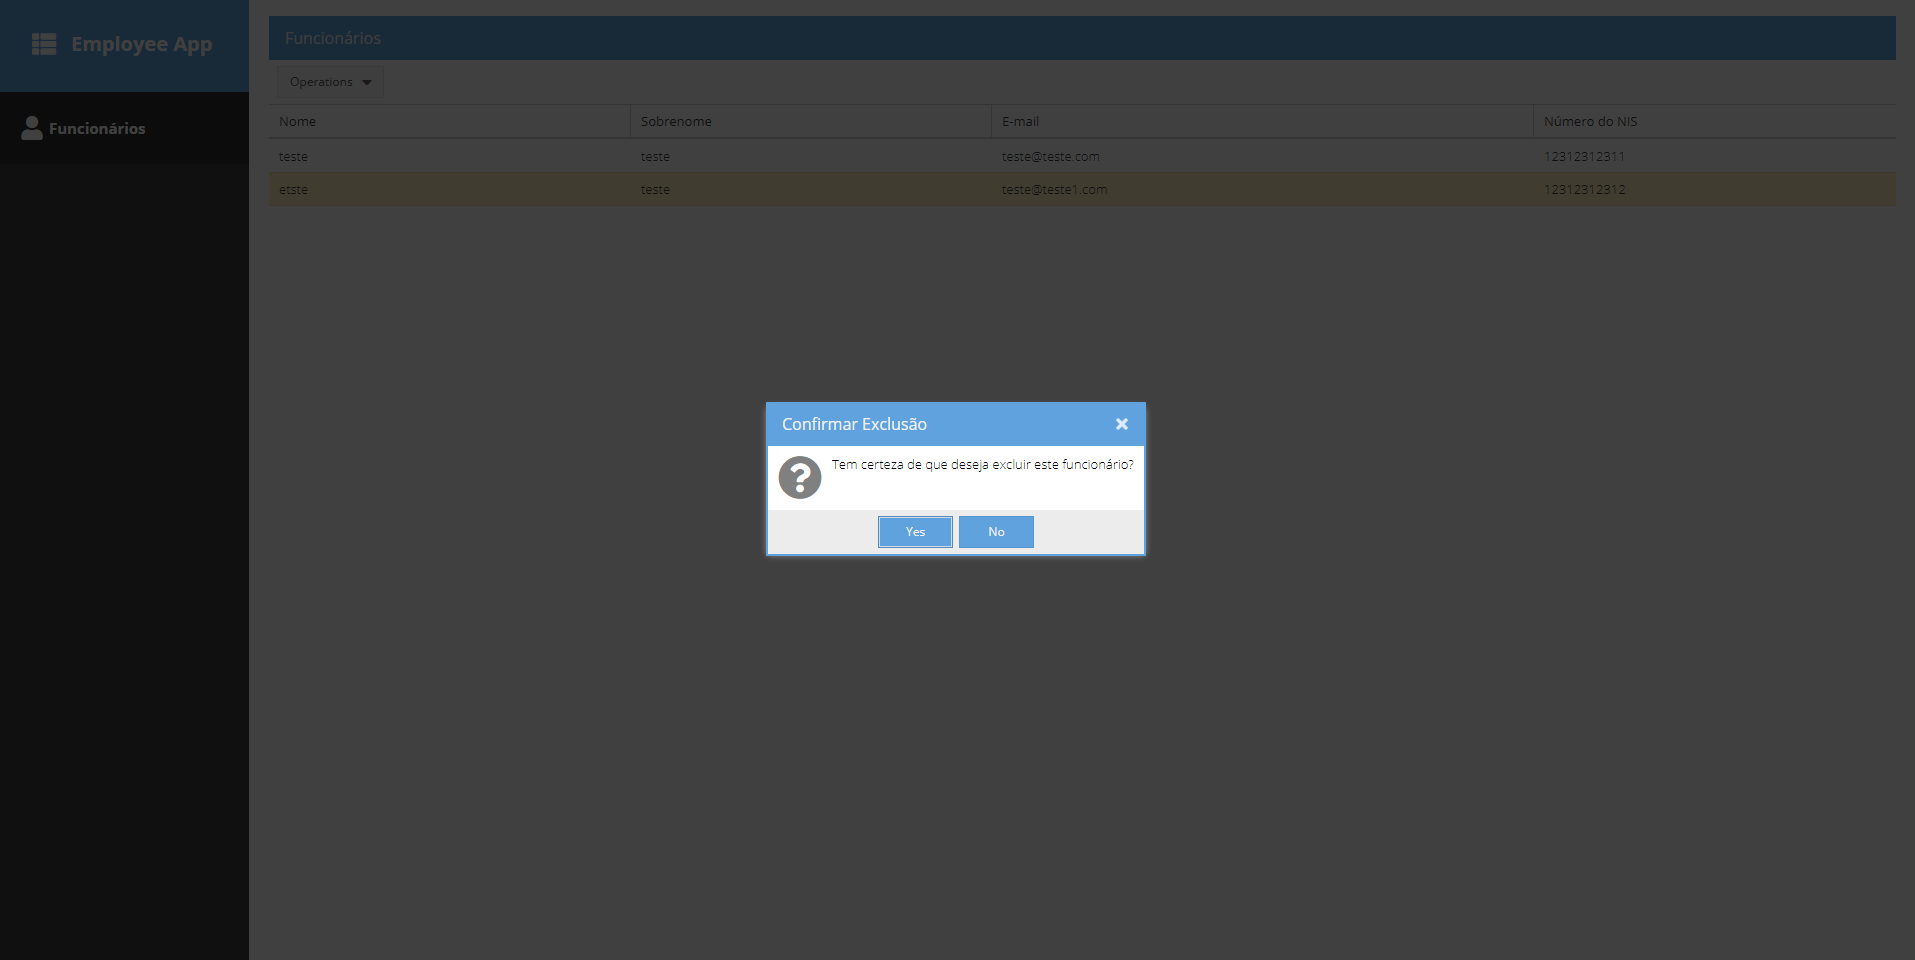 Employee App
Funcionários
Funcionários
Operations
Nome Sobrenome E-mail Número do NIS
teste teste teste@teste.com 12312312311
etste teste teste@teste1.com 12312312312
Confirmar Exclusão
Tem certeza de que deseja excluir este funcionário?
Yes No